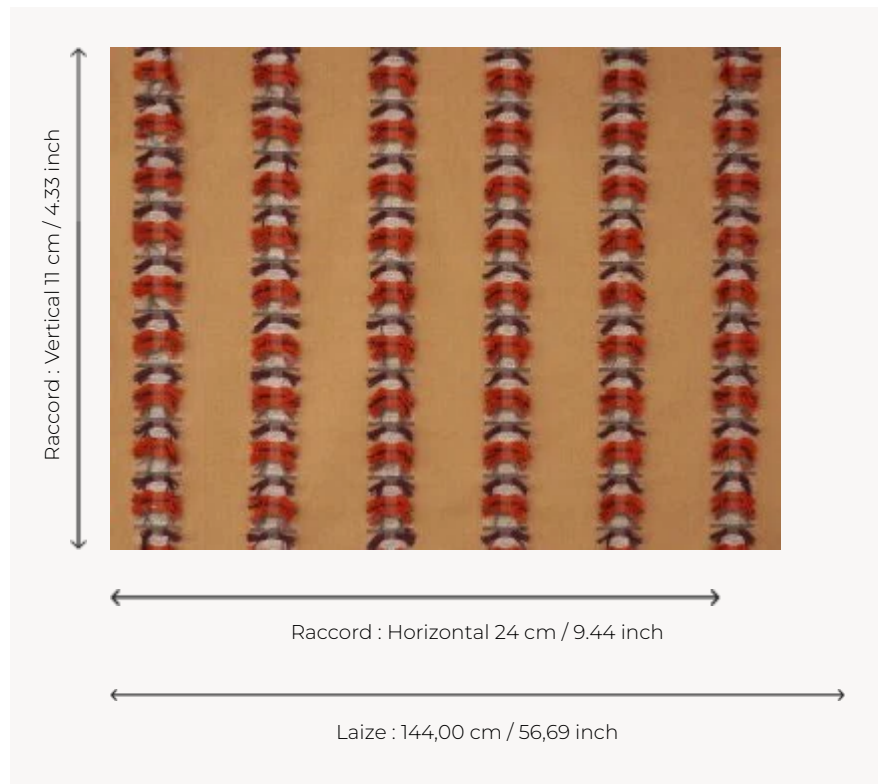 Raccord : Vertical 11 cm / 4.33 inch
Raccord : Horizontal 24 cm / 9.44 inch
Laize : 144,00 cm / 56,69 inch